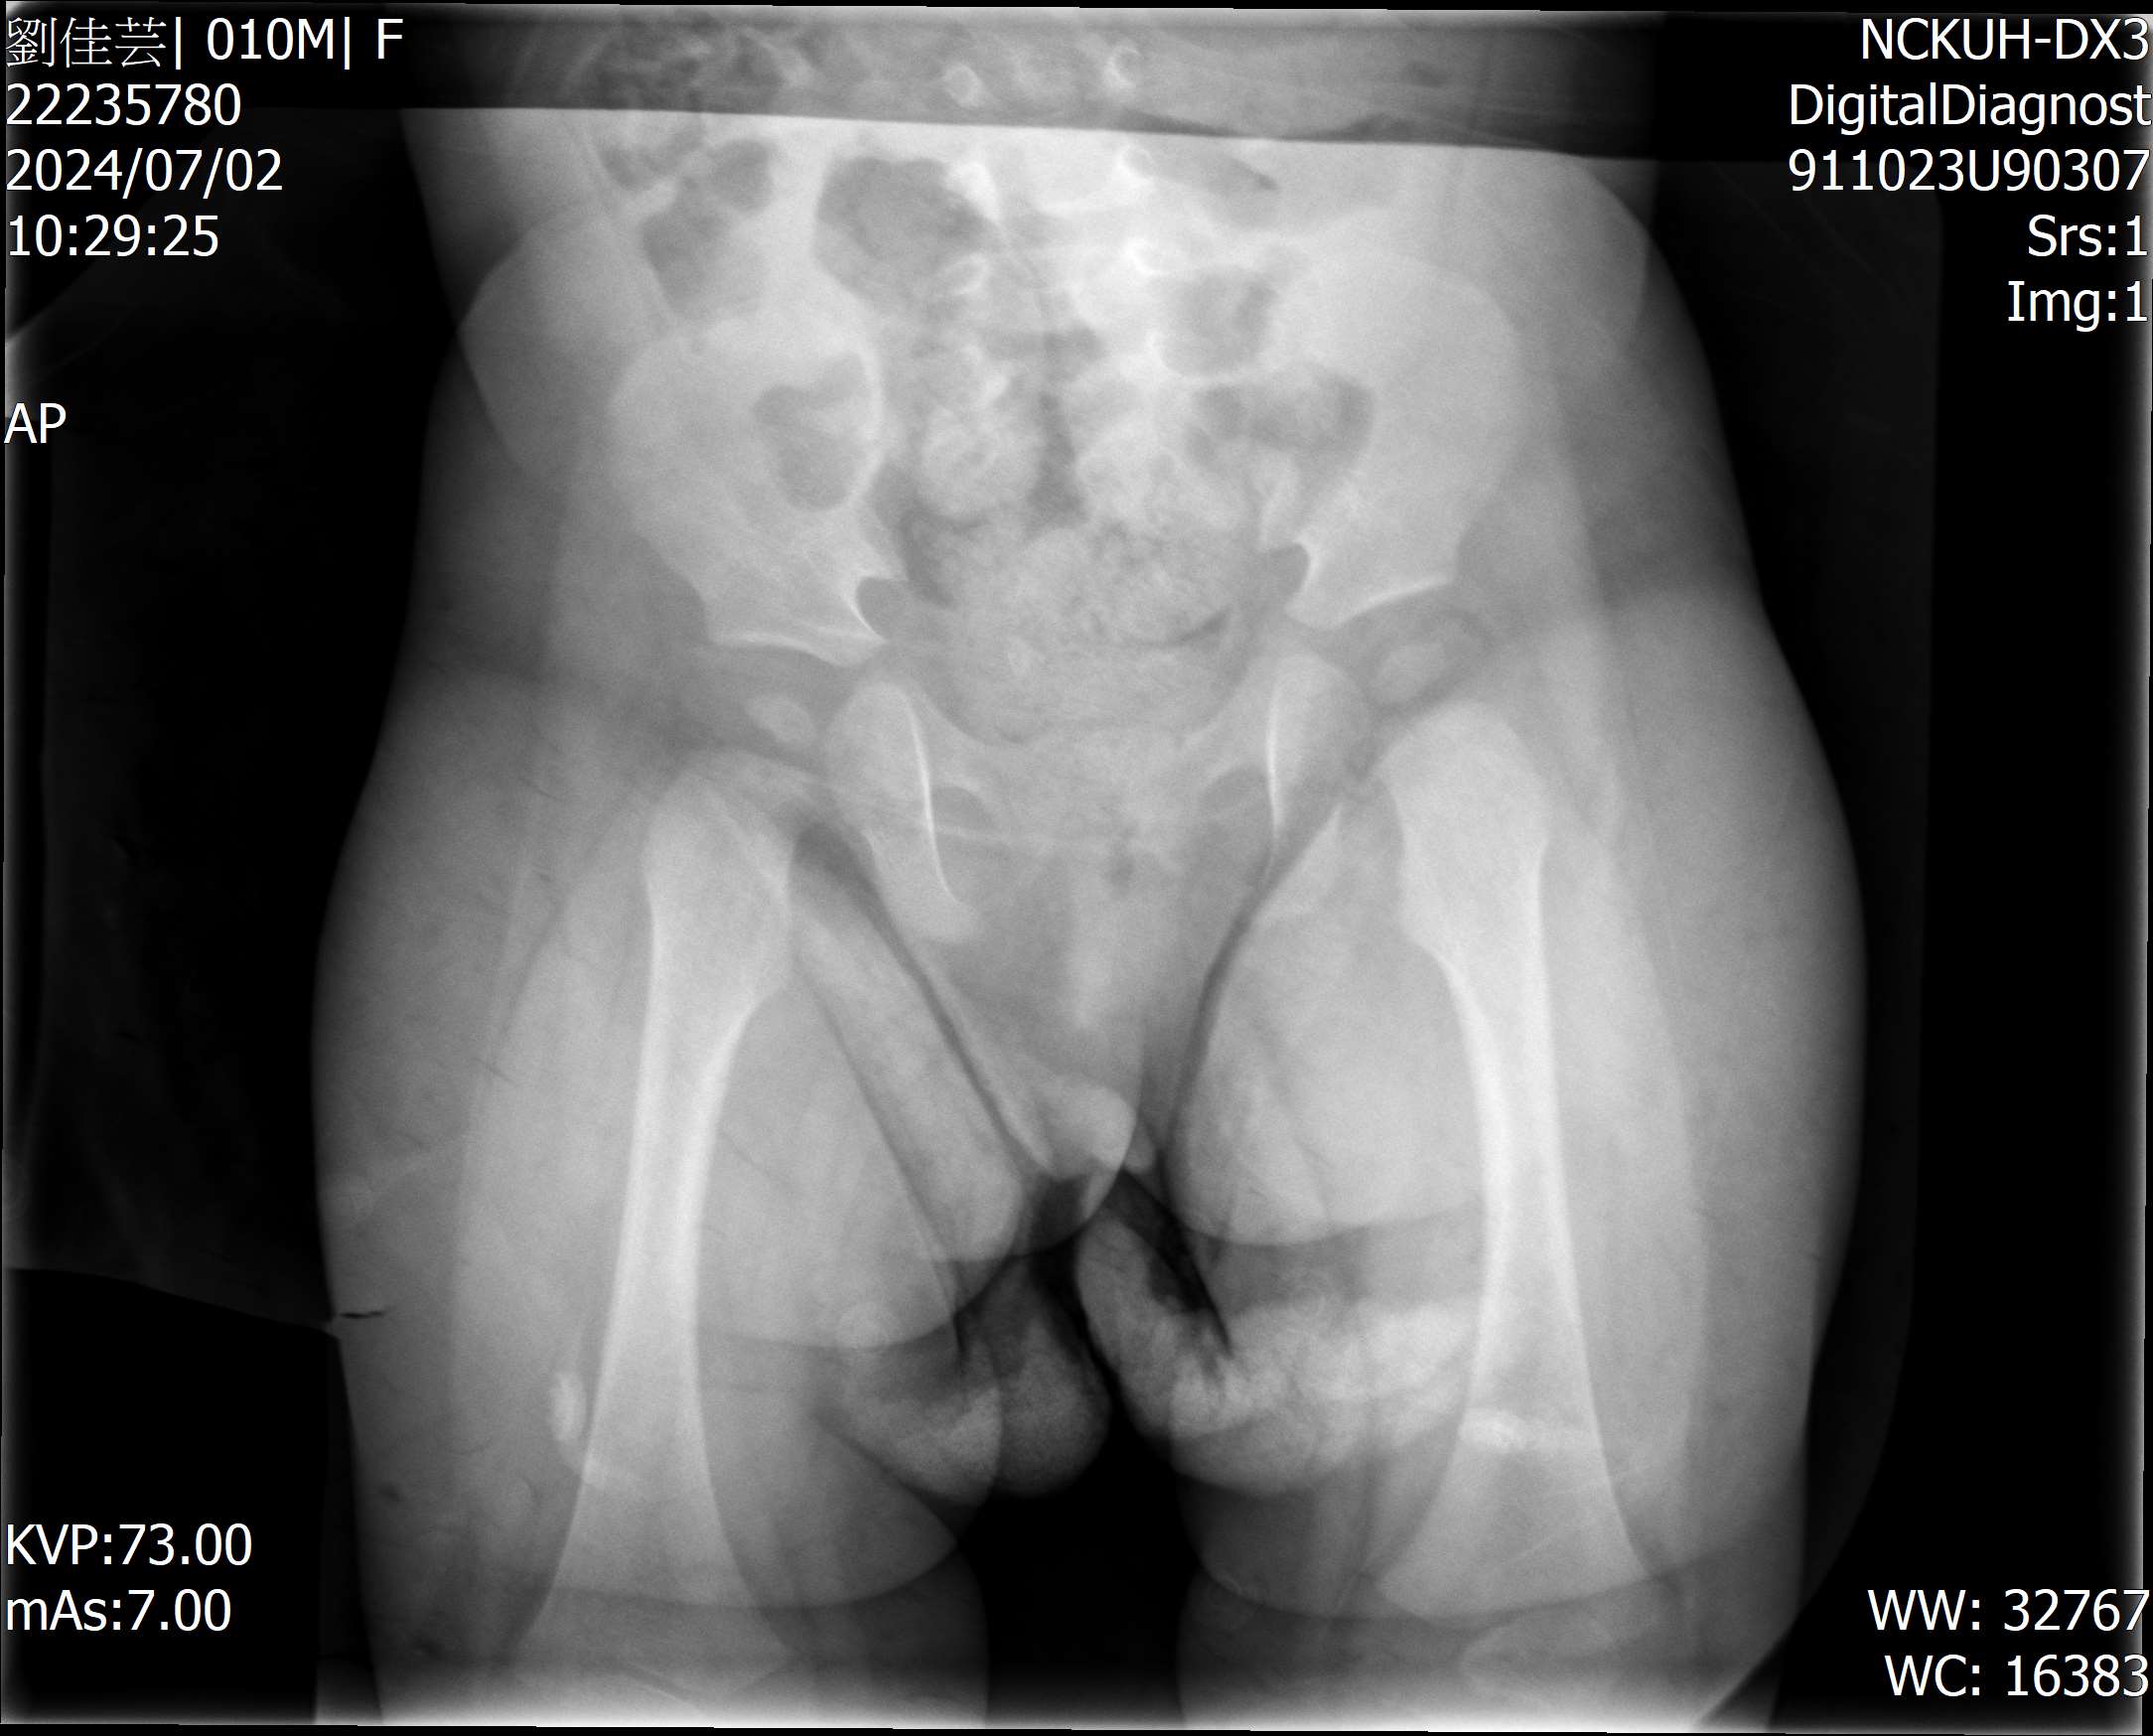 劉佳芸| 010M| F
22235780
2024/07/02
10:29:25
AP
NCKUH-DX3
DigitalDiagnost
911023U90307
Srs:1
Img:1
KVP:73.00
mAs:7.00
WW: 32767
WC: 16383